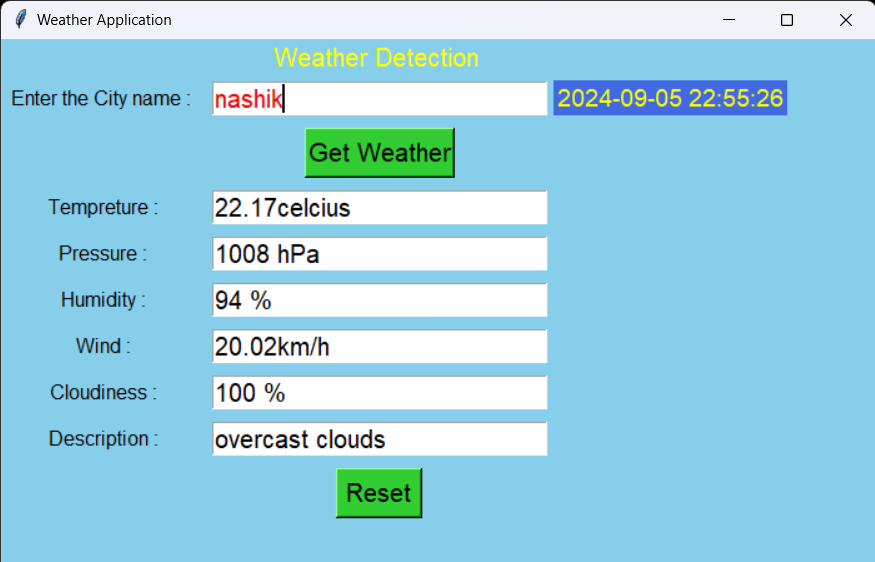 Weather Application
Weather Detection
Enter the City name : nashik 2024-09-05 22:55:26
Get Weather
Tempreture : 22.17celcius
Pressure : 1008 hPa
Humidity : 94 %
Wind : 20.02km/h
Cloudiness : 100 %
Description : overcast clouds
Reset